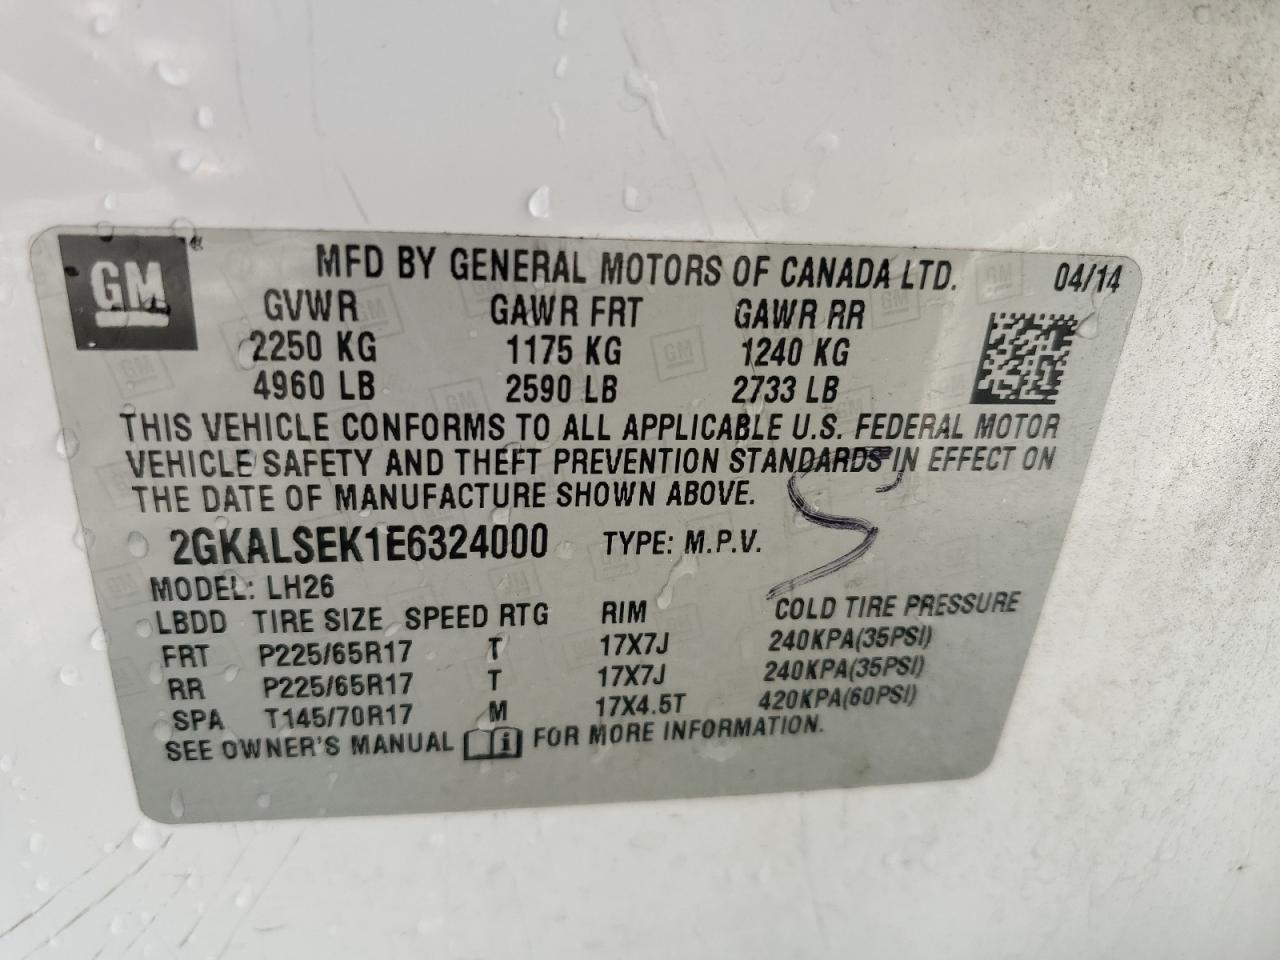 GM® MFD BY GENERAL MOTORS OF CANADA LTD. 04/14
GVWR GAWR FRT GAWR RR
2250 KG 1175 KG 1240 KG
4960 LB 2590 LB 2733 LB
THIS VEHICLE CONFORMS TO ALL APPLICABLE U.S. FEDERAL MOTOR
VEHICLE SAFETY AND THEFT PREVENTION STANDARDS IN EFFECT ON
THE DATE OF MANUFACTURE SHOWN ABOVE.
2GKALSEK1E6324000 TYPE: M.P.V.
MODEL: LH26
LBDD TIRE SIZE SPEED RTG RIM COLD TIRE PRESSURE
FRT P225/65R17 T 17X7J 240KPA(35PSI)
RR P225/65R17 T 17X7J 240KPA(35PSI)
SPA T145/70R17 M 17X4.5T 420KPA(60PSI)
SEE OWNER'S MANUAL i FOR MORE INFORMATION.